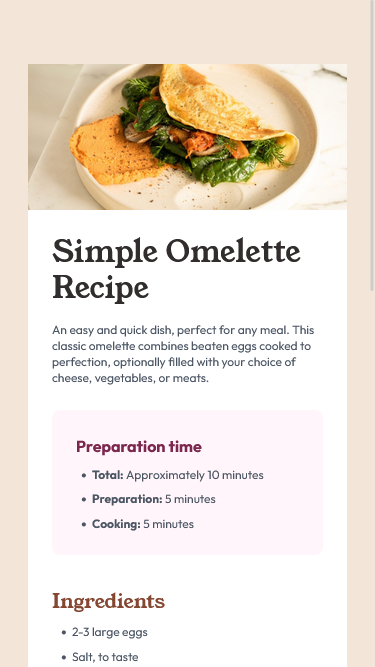 Simple Omelette
Recipe
An easy and quick dish, perfect for any meal. This
classic omelette combines beaten eggs cooked to
perfection, optionally filled with your choice of
cheese, vegetables, or meats.
Preparation time
• Total: Approximately 10 minutes
• Preparation: 5 minutes
• Cooking: 5 minutes
Ingredients
• 2-3 large eggs
• Salt, to taste